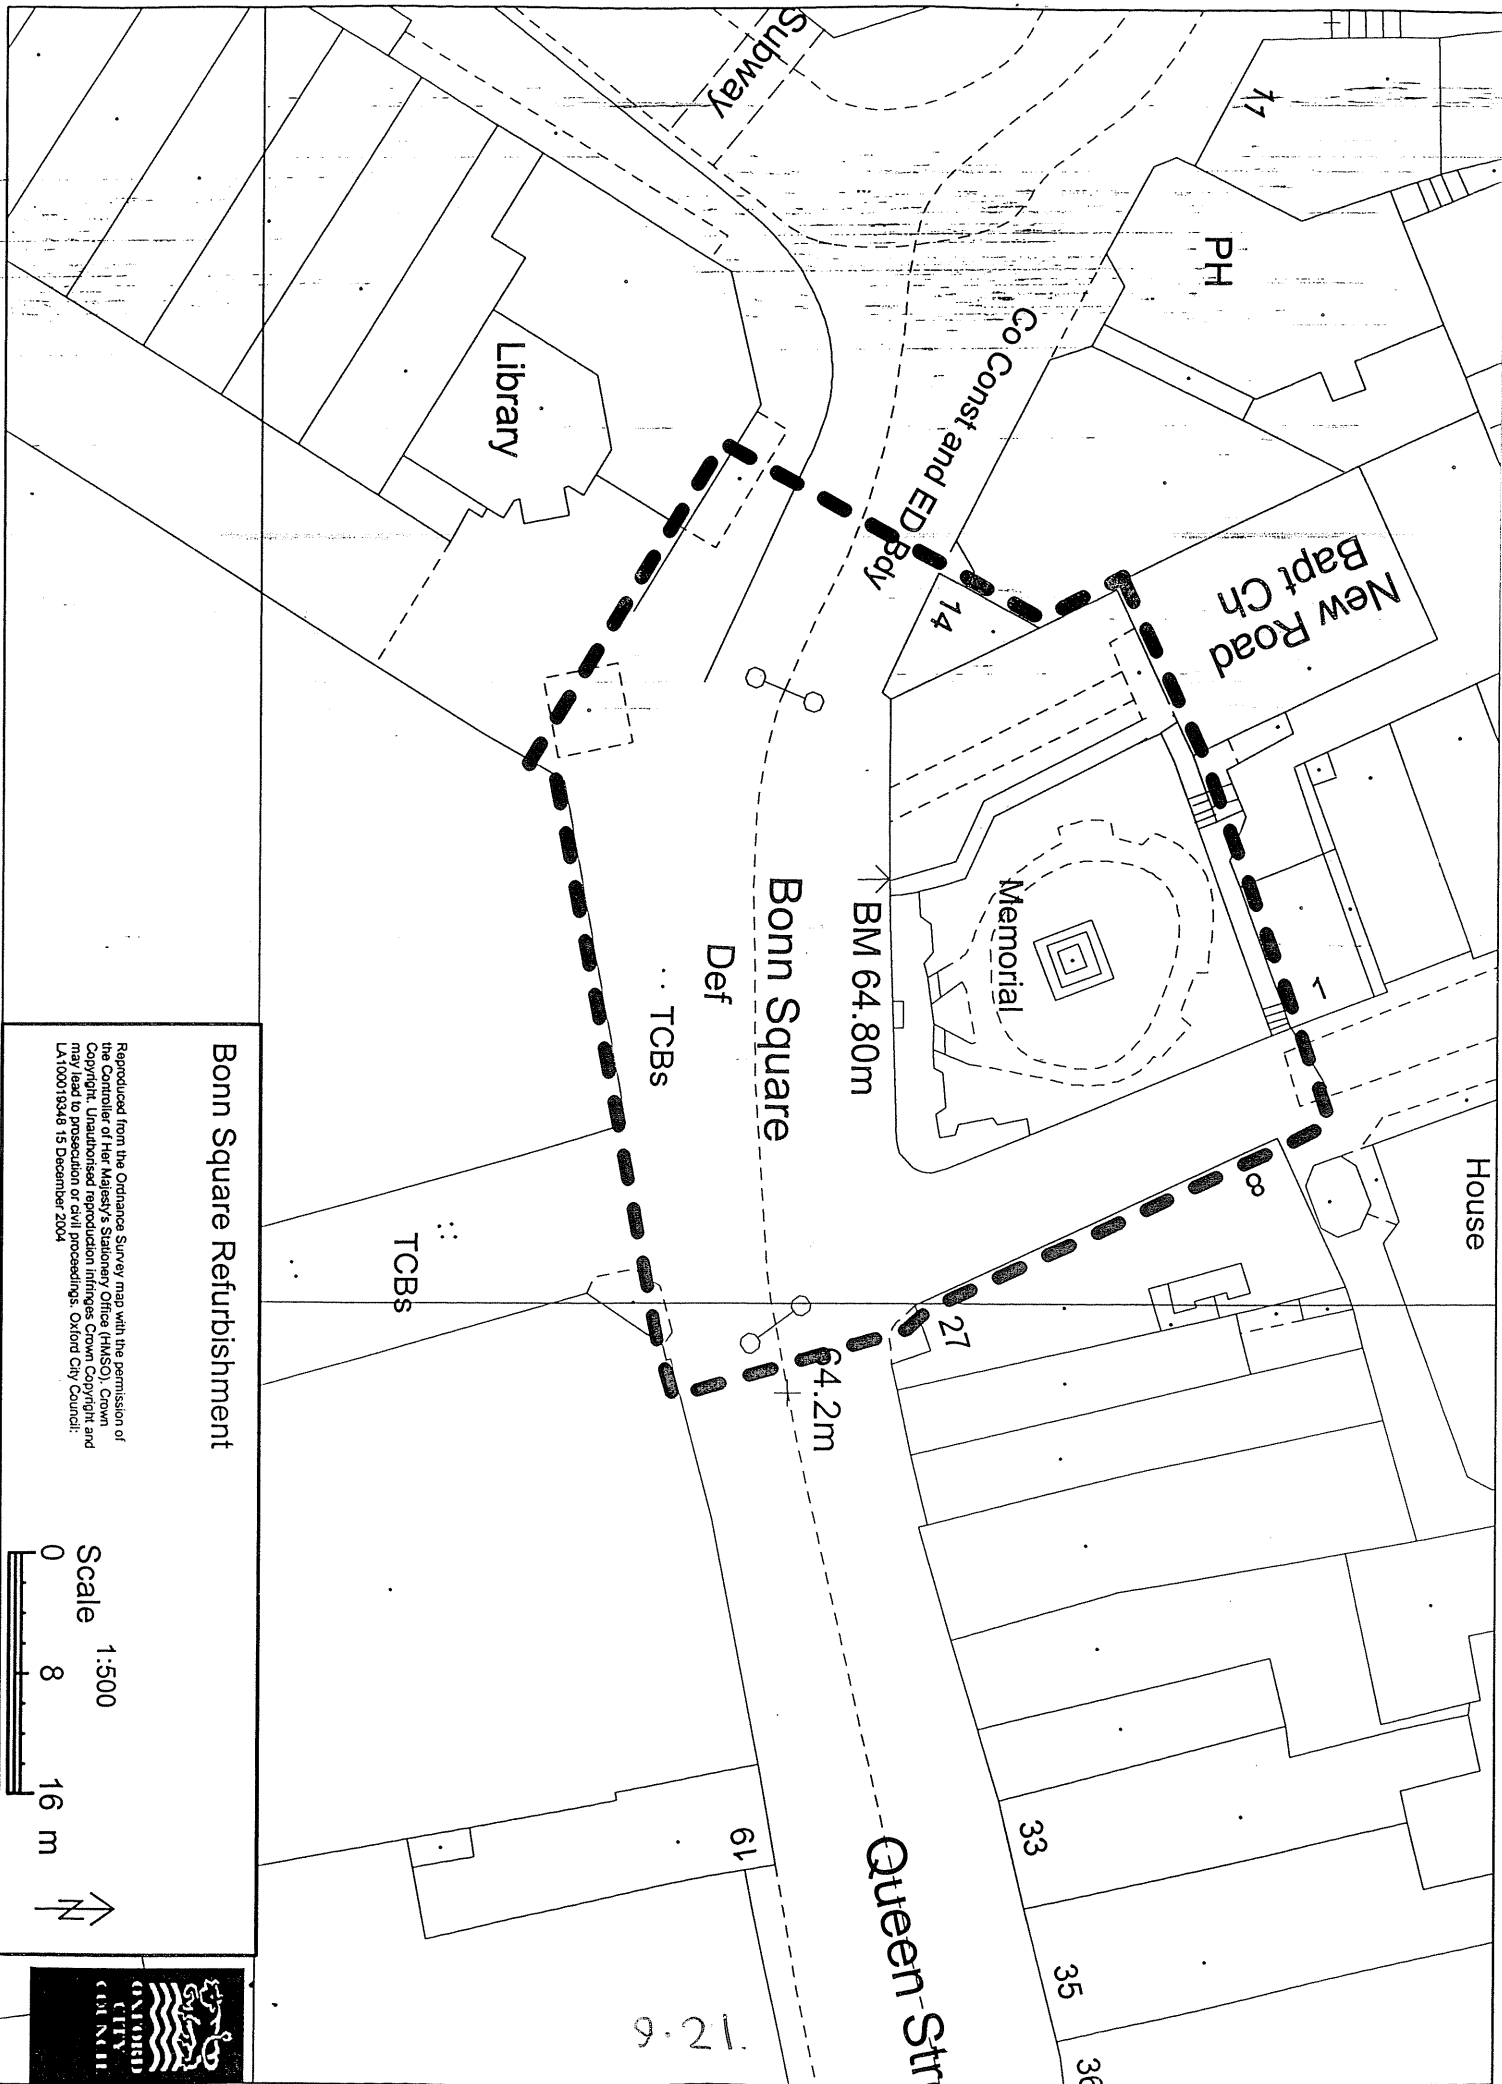 Subway
11
PH
Co Const and ED Bdy
Library
New Road
Bapt Ch
14
Memorial
1
House
BM 64.80m
Bonn Square
Def
TCBs
8
TCBs
27
64.2m
Queen Str
33
35
36
19
Bonn Square Refurbishment
Reproduced from the Ordnance Survey map with the permission of
the Controller of Her Majesty's Stationery Office (HMSO). Crown
Copyright. Unauthorised reproduction infringes Crown Copyright and
may lead to prosecution or civil proceedings. Oxford City Council:
LA100019348 15 December 2004
Scale 1:500
0 8 16 m
N
OXFORD
CITY
COUNCIL